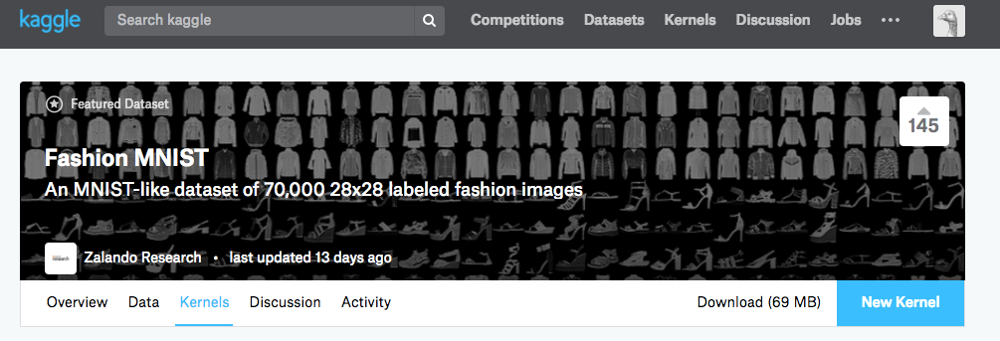 kaggle Search kaggle Competitions Datasets Kernels Discussion Jobs
Featured Dataset
145
Fashion MNIST
An MNIST-like dataset of 70,000 28x28 labeled fashion images
research Zalando Research • last updated 13 days ago
Overview Data Kernels Discussion Activity Download (69 MB) New Kernel